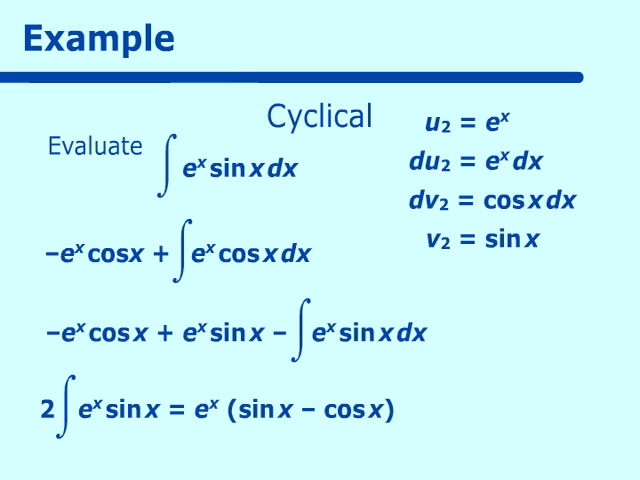 Example
Cyclical
Evaluate ∫ eˣ sin x dx
u₂ = eˣ
du₂ = eˣ dx
dv₂ = cos x dx
v₂ = sin x
–eˣ cosx + ∫ eˣ cos x dx
–eˣ cos x + eˣ sin x – ∫ eˣ sin x dx
2 ∫ eˣ sin x = eˣ (sin x – cos x)